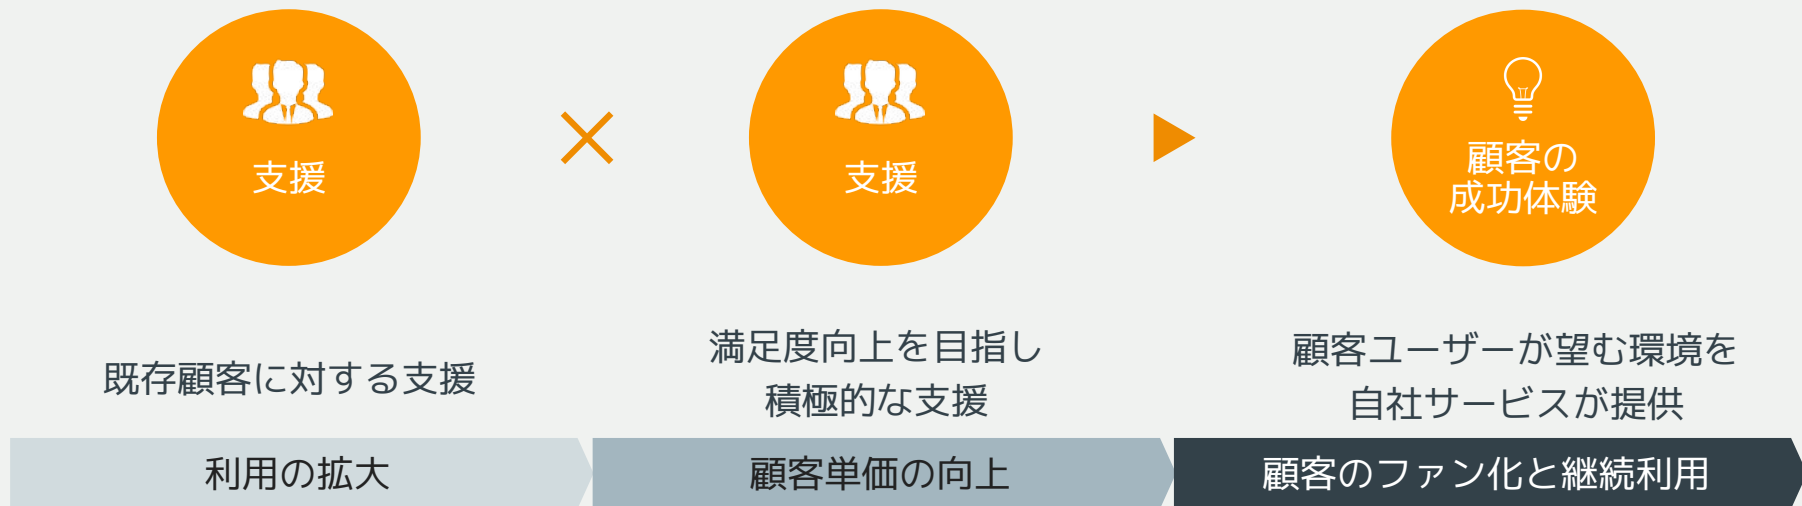 支援
×
支援
顧客の
成功体験
既存顧客に対する支援
満足度向上を目指し
積極的な支援
顧客ユーザーが望む環境を
自社サービスが提供
利用の拡大
顧客単価の向上
顧客のファン化と継続利用